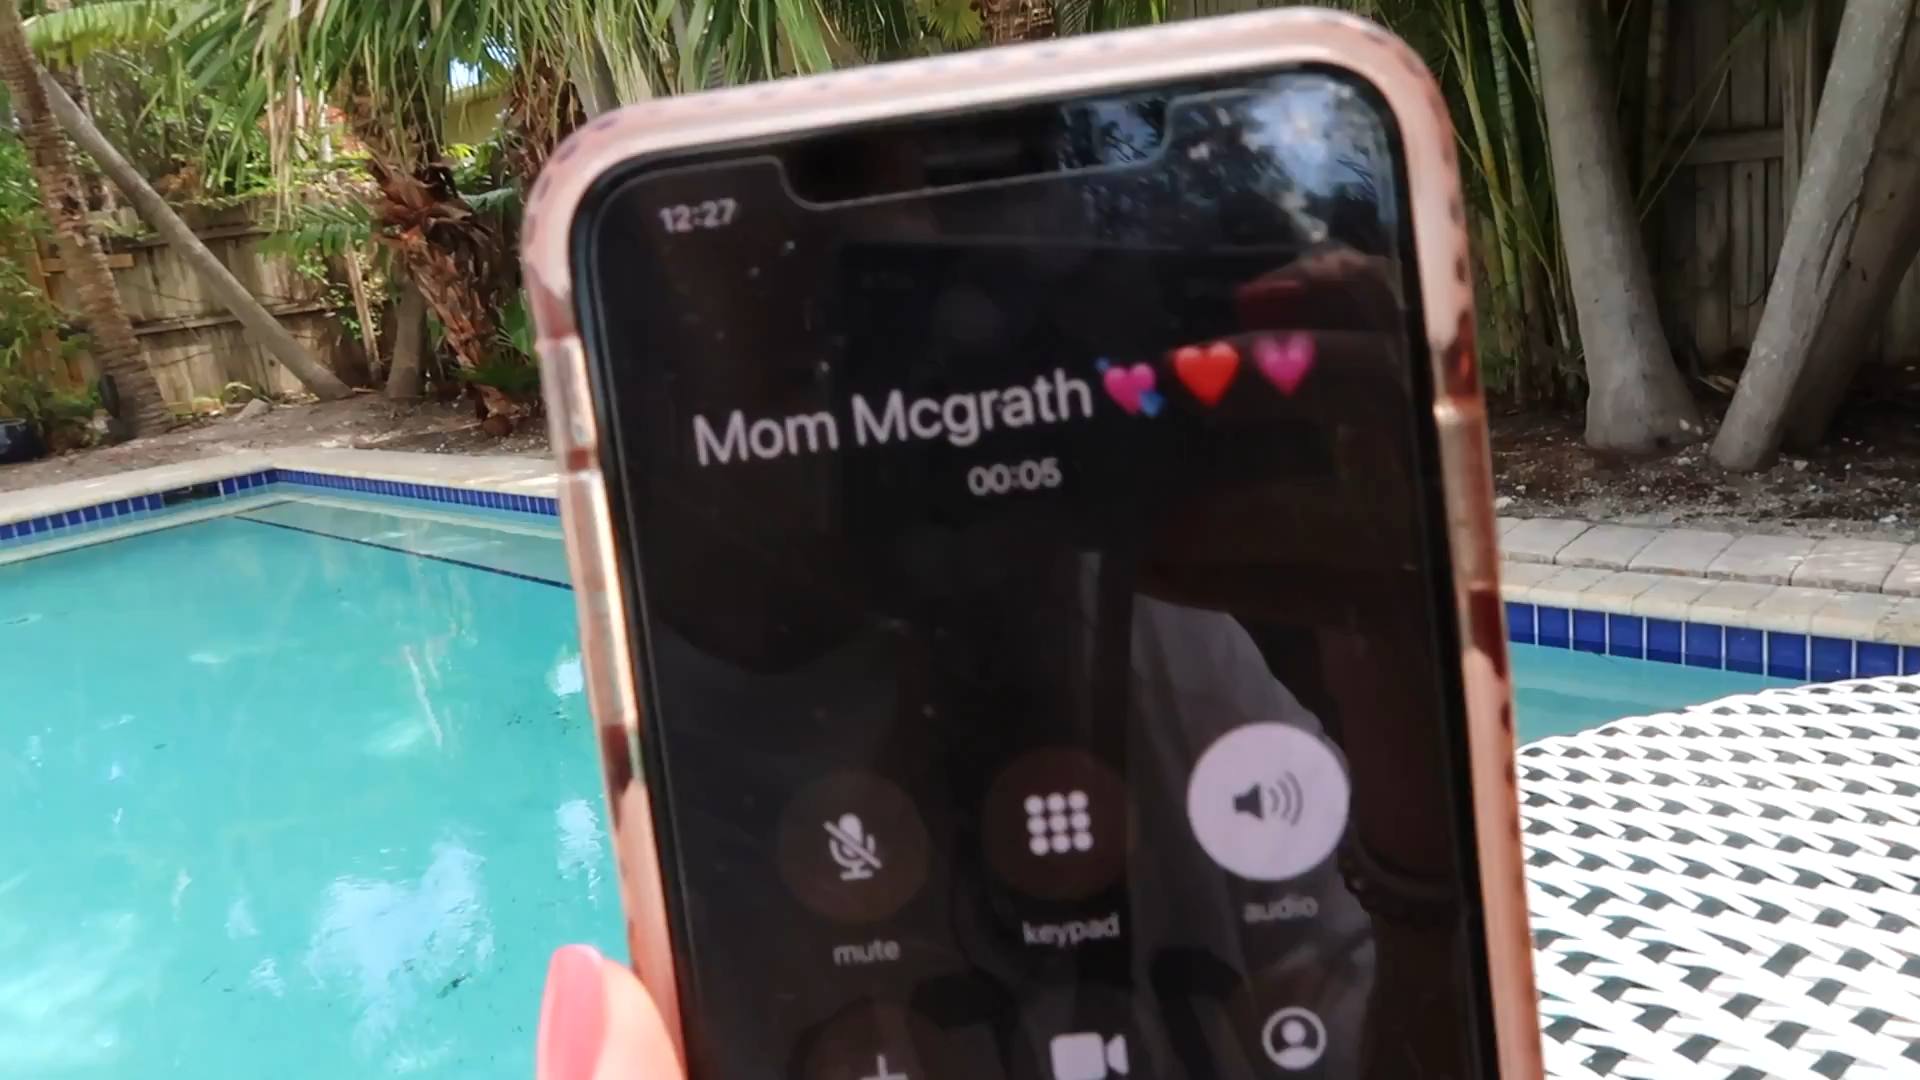 12:27
Mom Mcgrath 💘 ❤️ 💗
00:05
mute
keypad
audio